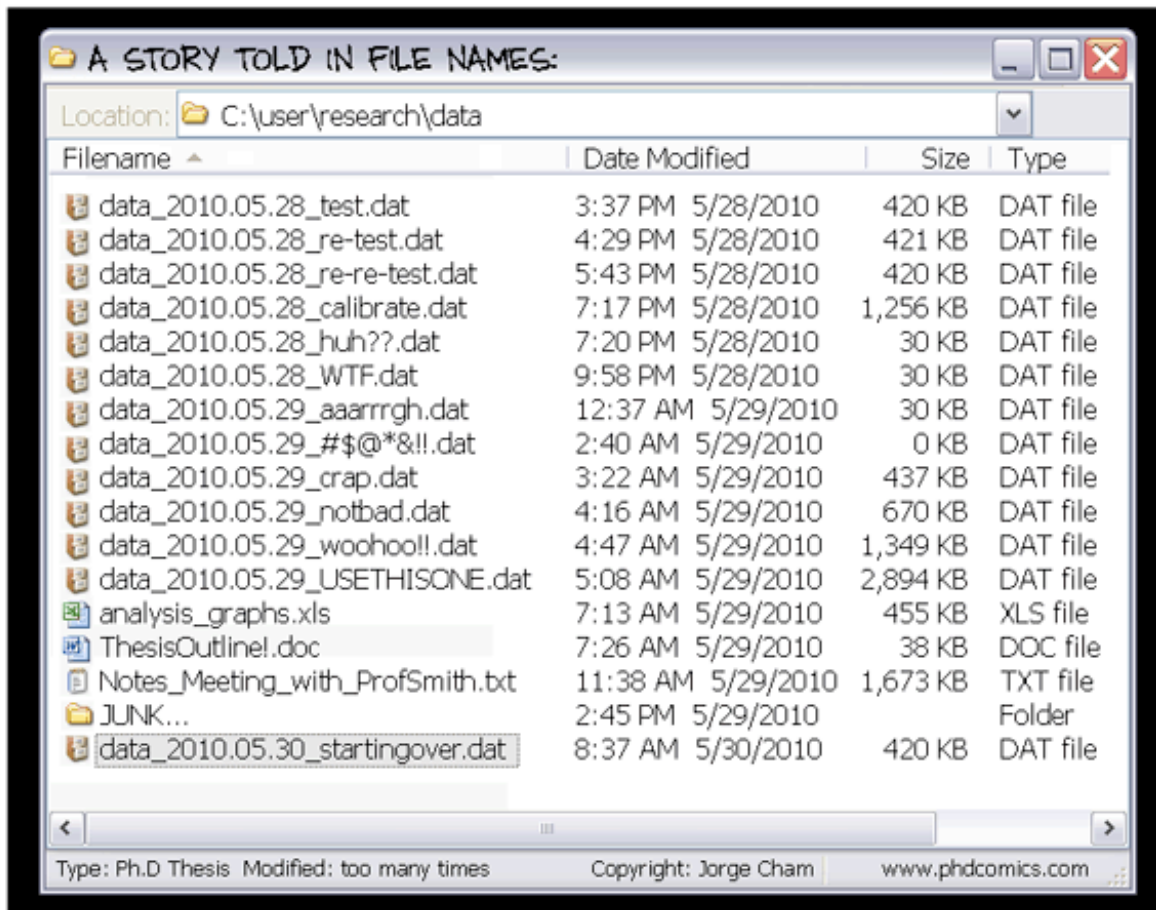 A STORY TOLD IN FILE NAMES:
Location: C:\user\research\data
Filename Date Modified Size Type
data_2010.05.28_test.dat 3:37 PM 5/28/2010 420 KB DAT file
data_2010.05.28_re-test.dat 4:29 PM 5/28/2010 421 KB DAT file
data_2010.05.28_re-re-test.dat 5:43 PM 5/28/2010 420 KB DAT file
data_2010.05.28_calibrate.dat 7:17 PM 5/28/2010 1,256 KB DAT file
data_2010.05.28_huh??.dat 7:20 PM 5/28/2010 30 KB DAT file
data_2010.05.28_WTF.dat 9:58 PM 5/28/2010 30 KB DAT file
data_2010.05.29_aaarrrgh.dat 12:37 AM 5/29/2010 30 KB DAT file
data_2010.05.29_#$@*&!!.dat 2:40 AM 5/29/2010 0 KB DAT file
data_2010.05.29_crap.dat 3:22 AM 5/29/2010 437 KB DAT file
data_2010.05.29_notbad.dat 4:16 AM 5/29/2010 670 KB DAT file
data_2010.05.29_woohoo!!.dat 4:47 AM 5/29/2010 1,349 KB DAT file
data_2010.05.29_USETHISONE.dat 5:08 AM 5/29/2010 2,894 KB DAT file
analysis_graphs.xls 7:13 AM 5/29/2010 455 KB XLS file
ThesisOutline!.doc 7:26 AM 5/29/2010 38 KB DOC file
Notes_Meeting_with_ProfSmith.txt 11:38 AM 5/29/2010 1,673 KB TXT file
JUNK... 2:45 PM 5/29/2010 Folder
data_2010.05.30_startingover.dat 8:37 AM 5/30/2010 420 KB DAT file
Type: Ph.D Thesis Modified: too many times Copyright: Jorge Cham www.phdcomics.com